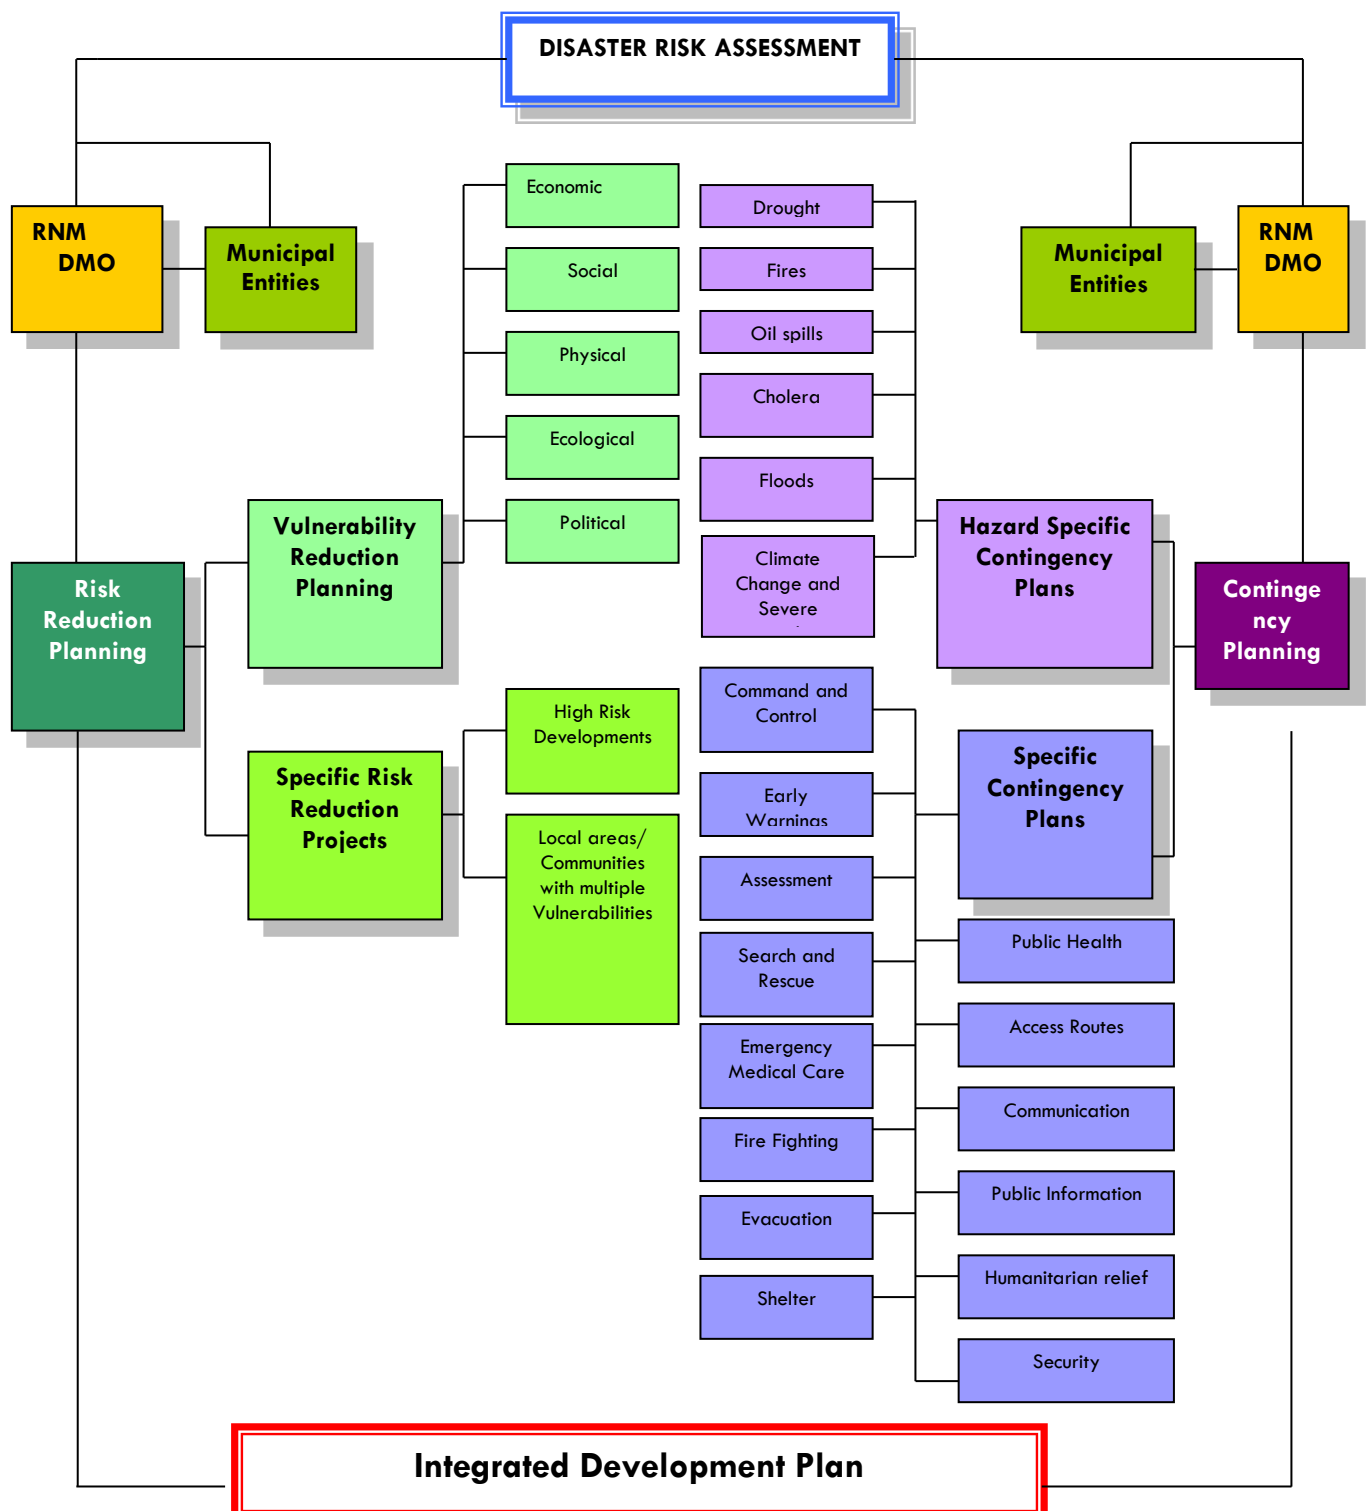 DISASTER RISK ASSESSMENT
RNM
DMO
Municipal
Entities
Economic
Social
Physical
Ecological
Political
Drought
Fires
Oil spills
Cholera
Floods
Climate
Change and
Severe
Municipal
Entities
RNM
DMO
Risk
Reduction
Planning
Vulnerability
Reduction
Planning
Hazard Specific
Contingency
Plans
Continge
ncy
Planning
Specific Risk
Reduction
Projects
High Risk
Developments
Local areas/
Communities
with multiple
Vulnerabilities
Command and
Control
Early
Warnings
Assessment
Search and
Rescue
Emergency
Medical Care
Fire Fighting
Evacuation
Shelter
Specific
Contingency
Plans
Public Health
Access Routes
Communication
Public Information
Humanitarian relief
Security
Integrated Development Plan